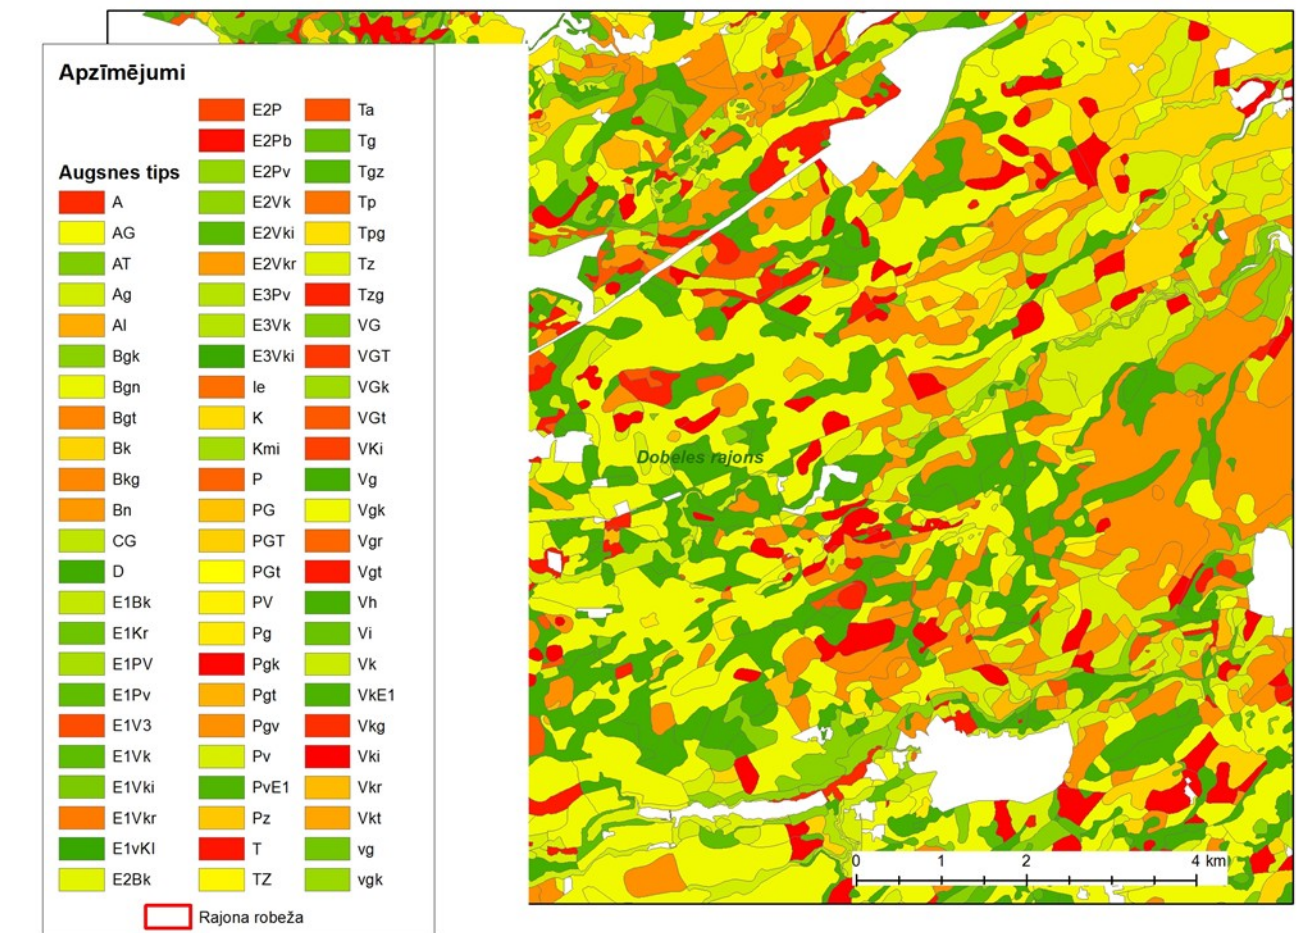 Apzīmējumi
Augsnes tips
A
AG
AT
Ag
Al
Bgk
Bgn
Bgt
Bk
Bkg
Bn
CG
D
E1Bk
E1Kr
E1PV
E1Pv
E1V3
E1Vk
E1Vki
E1Vkr
E1vKI
E2Bk
E2P
E2Pb
E2Pv
E2Vk
E2Vki
E2Vkr
E3Pv
E3Vk
E3Vki
Ie
K
Kmi
P
PG
PGT
PGt
PV
Pg
Pgk
Pgt
Pgv
Pv
PvE1
Pz
T
TZ
Ta
Tg
Tgz
Tp
Tpg
Tz
Tzg
VG
VGT
VGk
VGt
VKi
Vg
Vgk
Vgr
Vgt
Vh
Vi
Vk
VkE1
Vkg
Vki
Vkr
Vkt
vg
vgk
Rajona robeža
Dobeles rajons
0 1 2 4 km